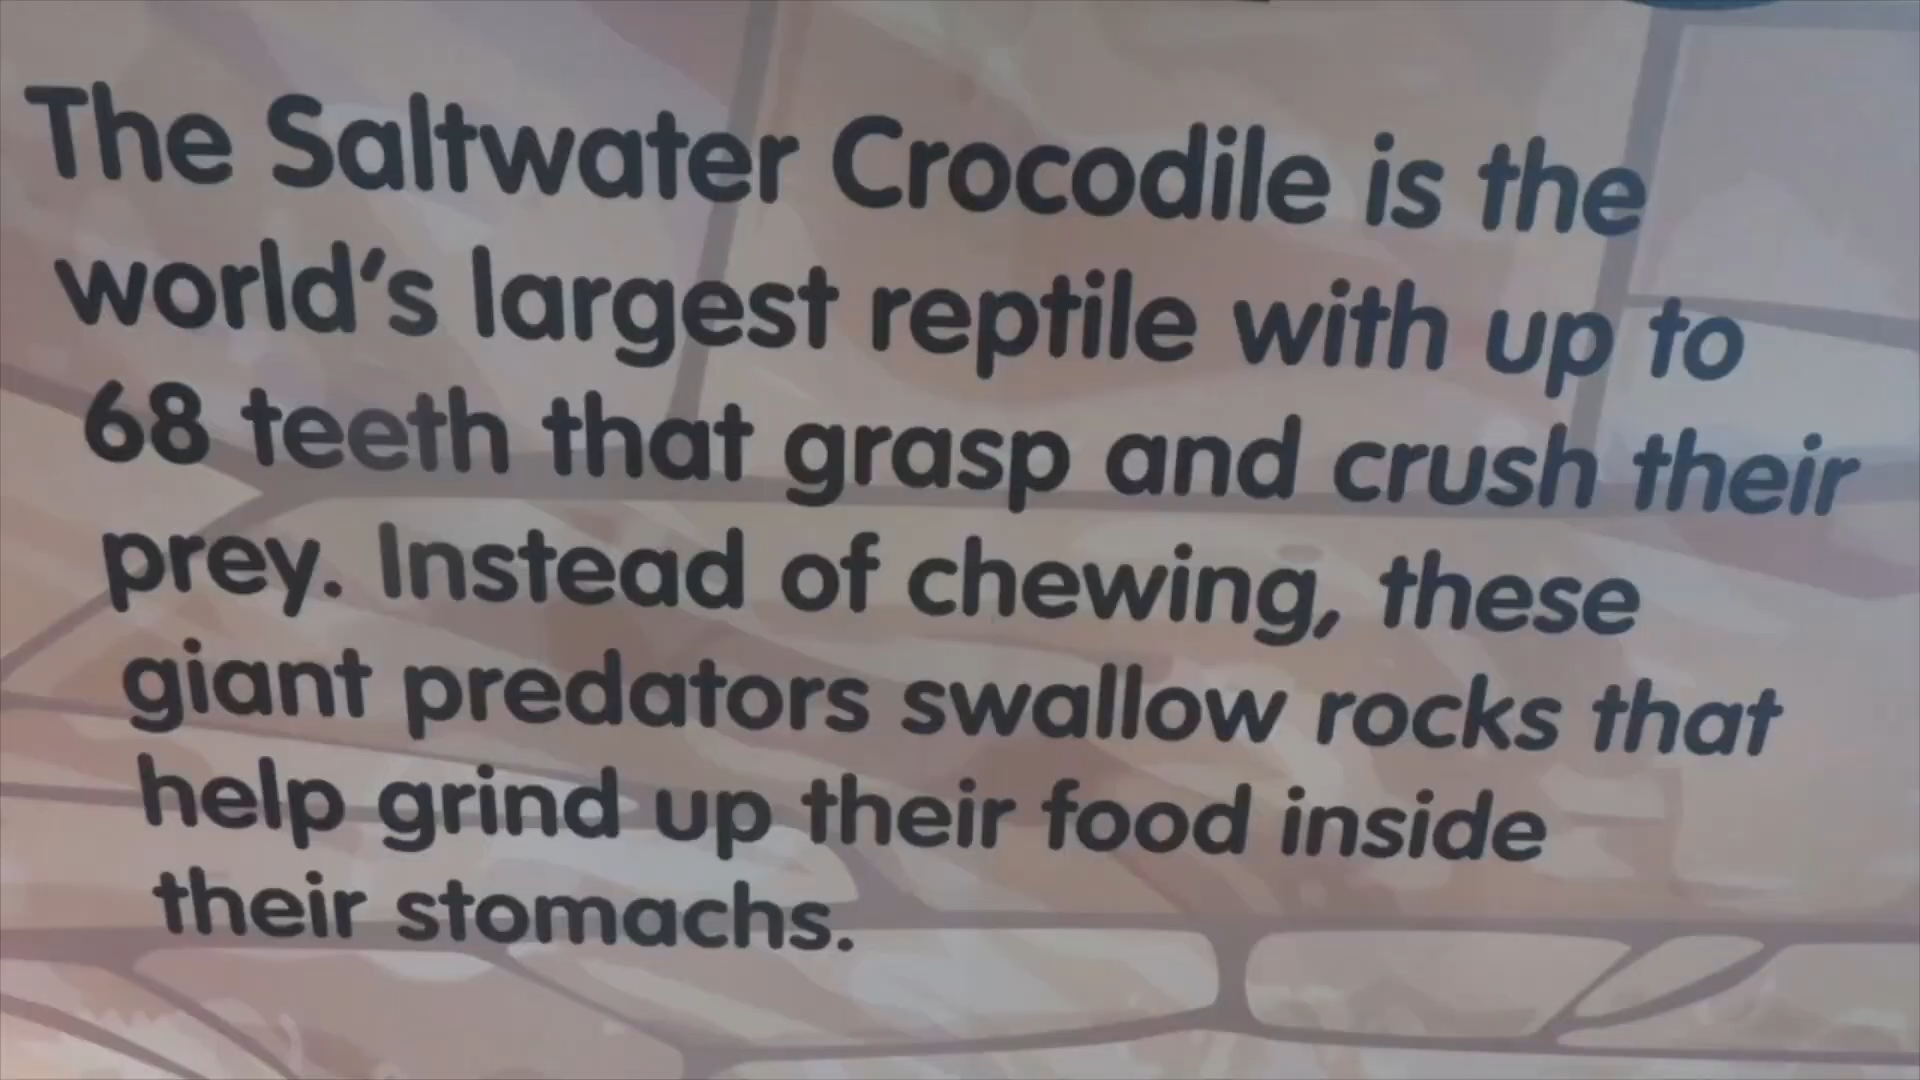 The Saltwater Crocodile is the
world's largest reptile with up to
68 teeth that grasp and crush their
prey. Instead of chewing, these
giant predators swallow rocks that
help grind up their food inside
their stomachs.